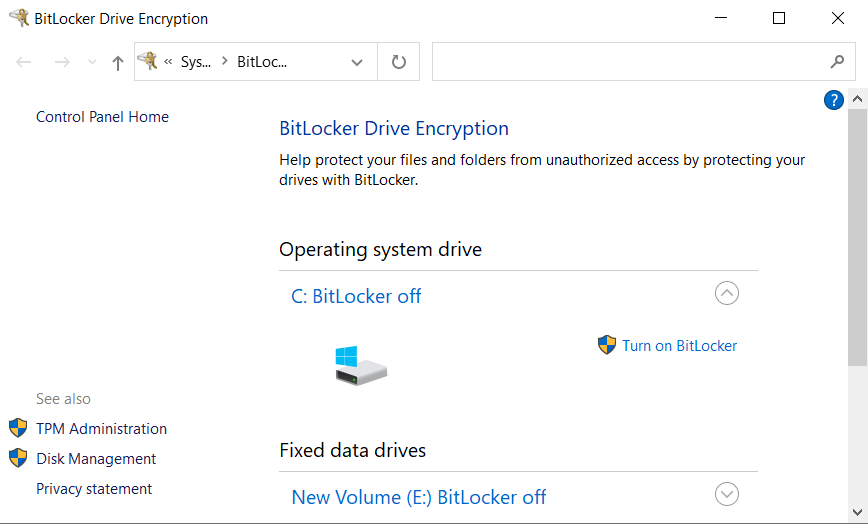 BitLocker Drive Encryption
« Sys... > BitLoc...
?
Control Panel Home
BitLocker Drive Encryption
Help protect your files and folders from unauthorized access by protecting your
drives with BitLocker.
Operating system drive
C: BitLocker off
Turn on BitLocker
See also
TPM Administration
Disk Management
Privacy statement
Fixed data drives
New Volume (E:) BitLocker off